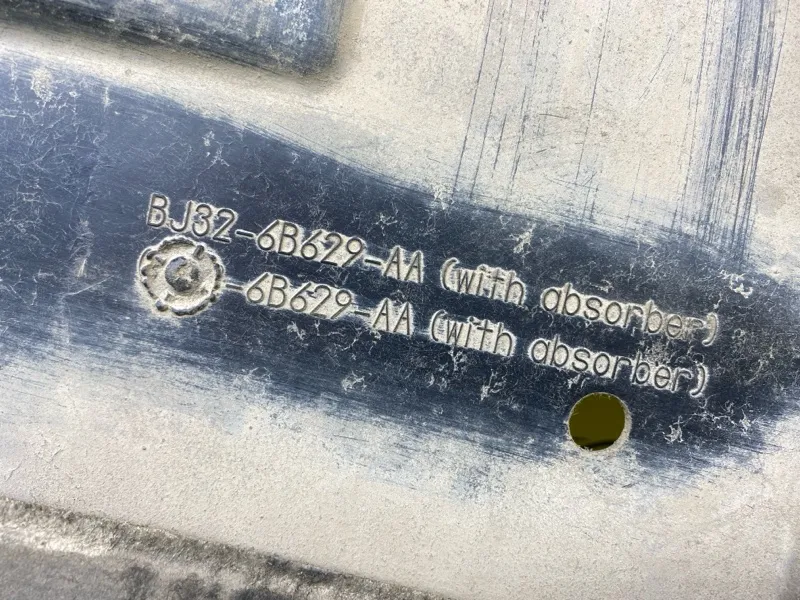 BJ32-6B629-AA (with absorber)
-6B629-AA (with absorber)